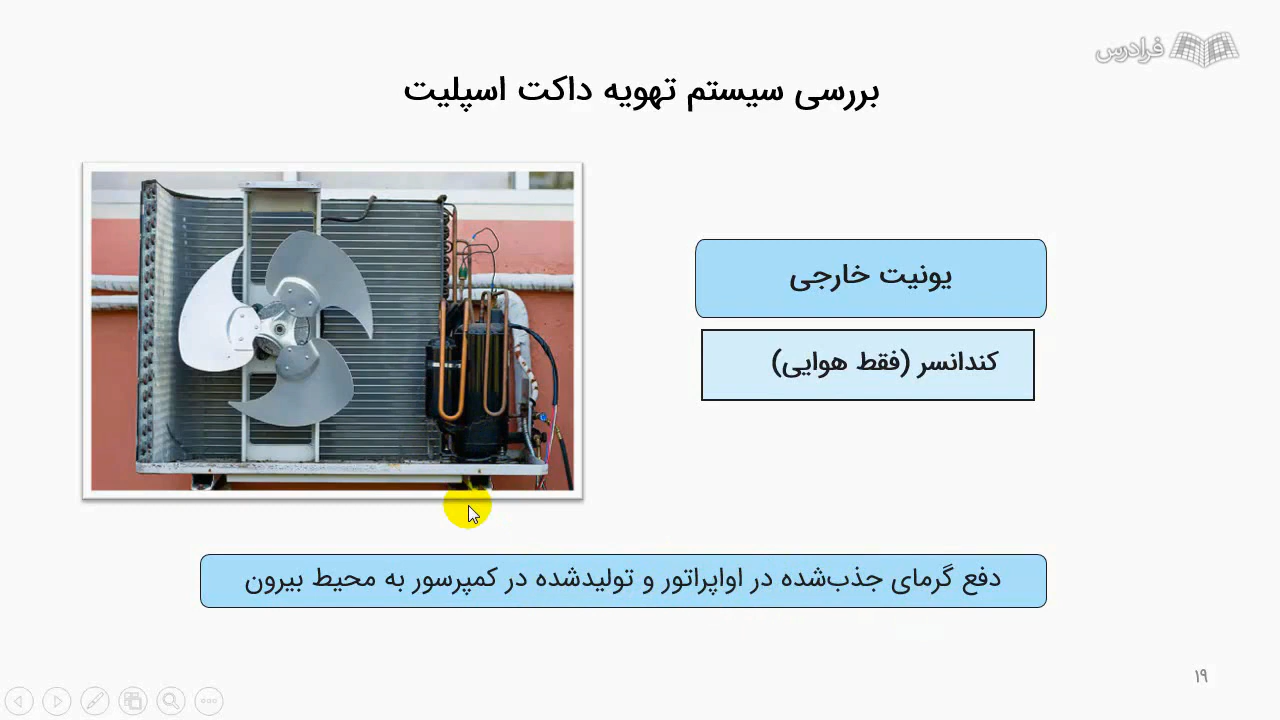 فرادرس
بررسی سیستم تهویه داکت اسپلیت
یونیت خارجی
کندانسر (فقط هوایی)
دفع گرمای جذب‌شده در اواپراتور و تولیدشده در کمپرسور به محیط بیرون
۱۹